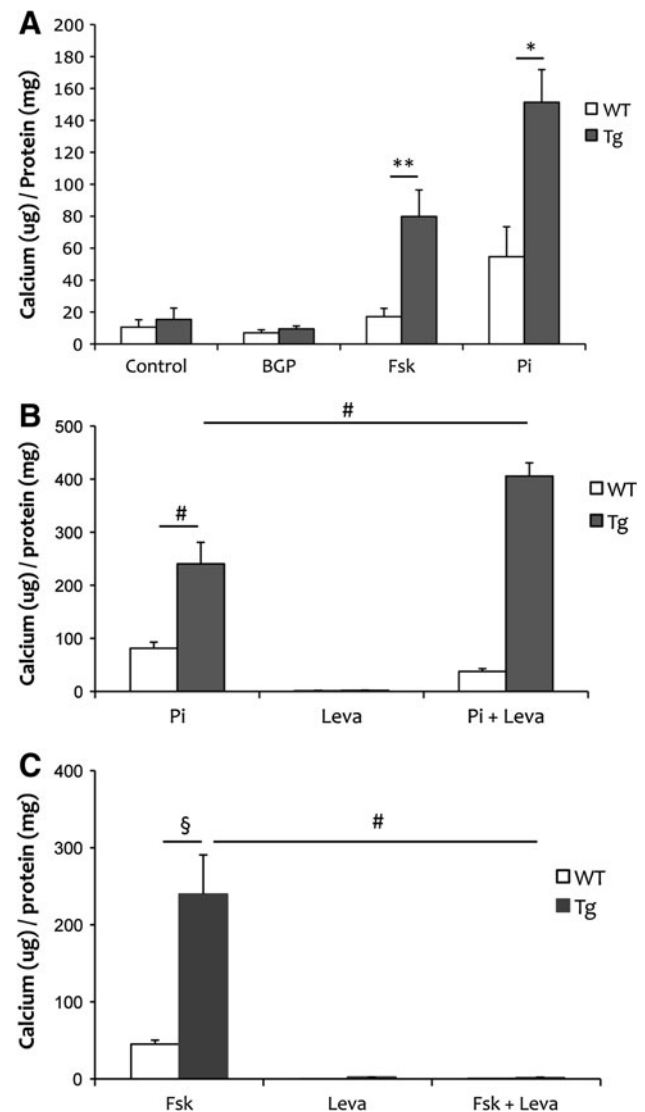 A
Calcium (ug) / Protein (mg)
200
180
160
140
120
100
80
60
40
20
0
**
*
WT
Tg
Control BGP Fsk Pi
B
Calcium (ug) / protein (mg)
500
400
300
200
100
0
#
#
WT
Tg
Pi Leva Pi + Leva
C
Calcium (ug) / protein (mg)
400
300
200
100
0
§
#
WT
Tg
Fsk Leva Fsk + Leva